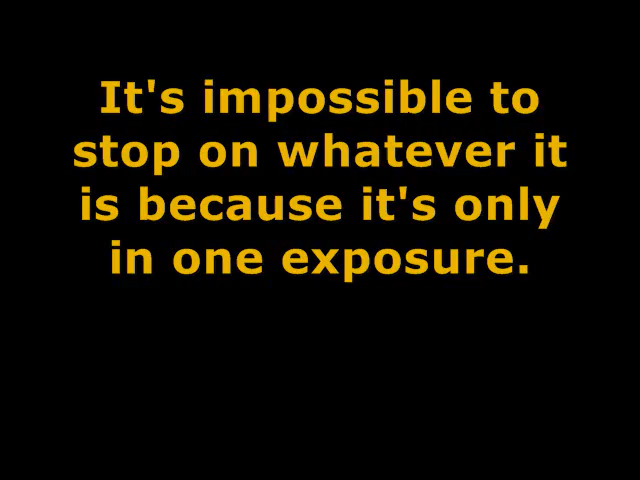 It's impossible to
stop on whatever it
is because it's only
in one exposure.